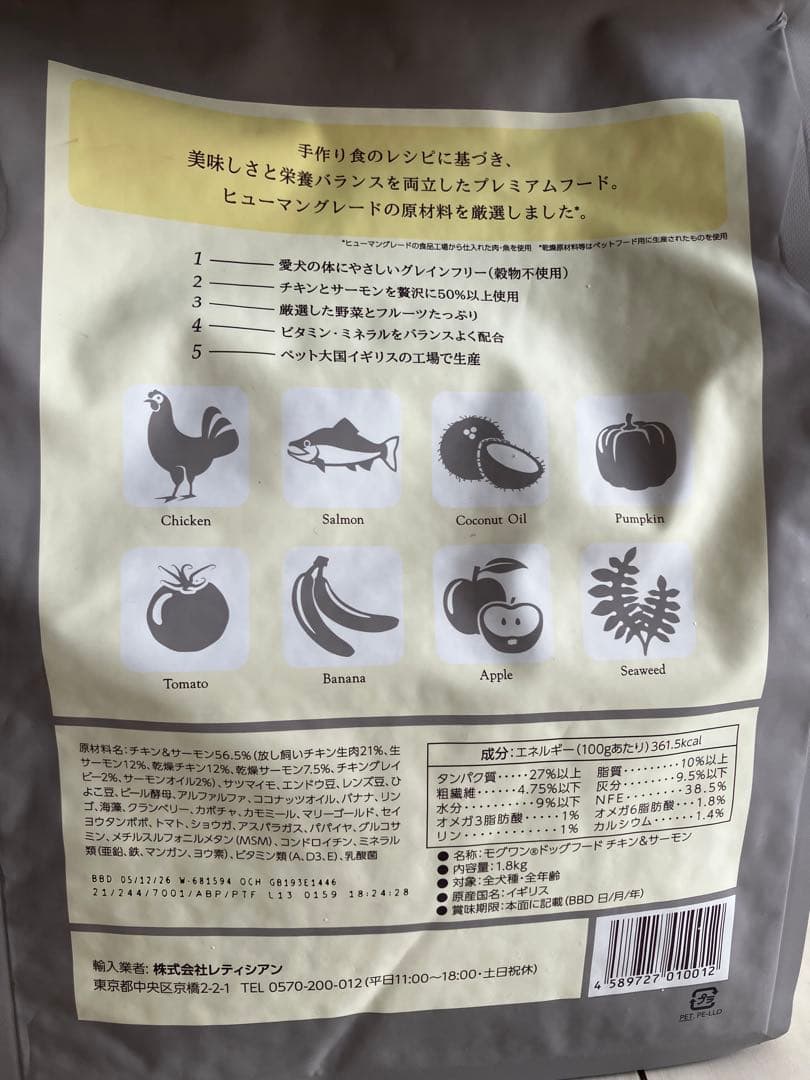 手作り食のレシピに基づき、
美味しさと栄養バランスを両立したプレミアムフード。
ヒューマングレードの原材料を厳選しました*。
*ヒューマングレードの食品工場から仕入れた肉・魚を使用 *乾燥原材料等はペットフード用に生産されたものを使用
1 愛犬の体にやさしいグレインフリー(穀物不使用)
2 チキンとサーモンを贅沢に50%以上使用
3 厳選した野菜とフルーツたっぷり
4 ビタミン・ミネラルをバランスよく配合
5 ペット大国イギリスの工場で生産
Chicken Salmon Coconut Oil Pumpkin
Tomato Banana Apple Seaweed
原材料名:チキン&サーモン56.5%(放し飼いチキン生肉21%、生
サーモン12%、乾燥チキン12%、乾燥サーモン7.5%、チキングレイ
ビー2%、サーモンオイル2%)、サツマイモ、エンドウ豆、レンズ豆、ひ
よこ豆、ビール酵母、アルファルファ、ココナッツオイル、バナナ、リン
ゴ、海藻、クランベリー、カボチャ、カモミール、マリーゴールド、セイ
ヨウタンポポ、トマト、ショウガ、アスパラガス、パパイヤ、グルコサ
ミン、メチルスルフォニルメタン(MSM)、コンドロイチン、ミネラル
類(亜鉛、鉄、マンガン、ヨウ素)、ビタミン類(A、D3、E)、乳酸菌
BBD 05/12/26 W-681594 OCH GB193E1446
21/244/7001/ABP/PTF L13 0159 18:24:28
成分:エネルギー(100gあたり)361.5kcal
タンパク質・・・・・27%以上 脂質・・・・・・・・10%以上
粗繊維・・・・・・4.75%以下 灰分・・・・・・・9.5%以下
水分・・・・・・・・・9%以下 NFE・・・・・・・・・38.5%
オメガ3脂肪酸・・・・・1% オメガ6脂肪酸・・・1.8%
リン・・・・・・・・・・・・1% カルシウム・・・・・・1.4%
● 名称:モグワン®ドッグフード チキン&サーモン
● 内容量:1.8kg
● 対象:全犬種・全年齢
● 原産国名:イギリス
● 賞味期限:本面に記載(BBD 日/月/年)
輸入業者:株式会社レティシアン
東京都中央区京橋2-2-1 TEL 0570-200-012(平日11:00〜18:00・土日祝休)
4 589727 010012
プラ
PET, PE-LLD